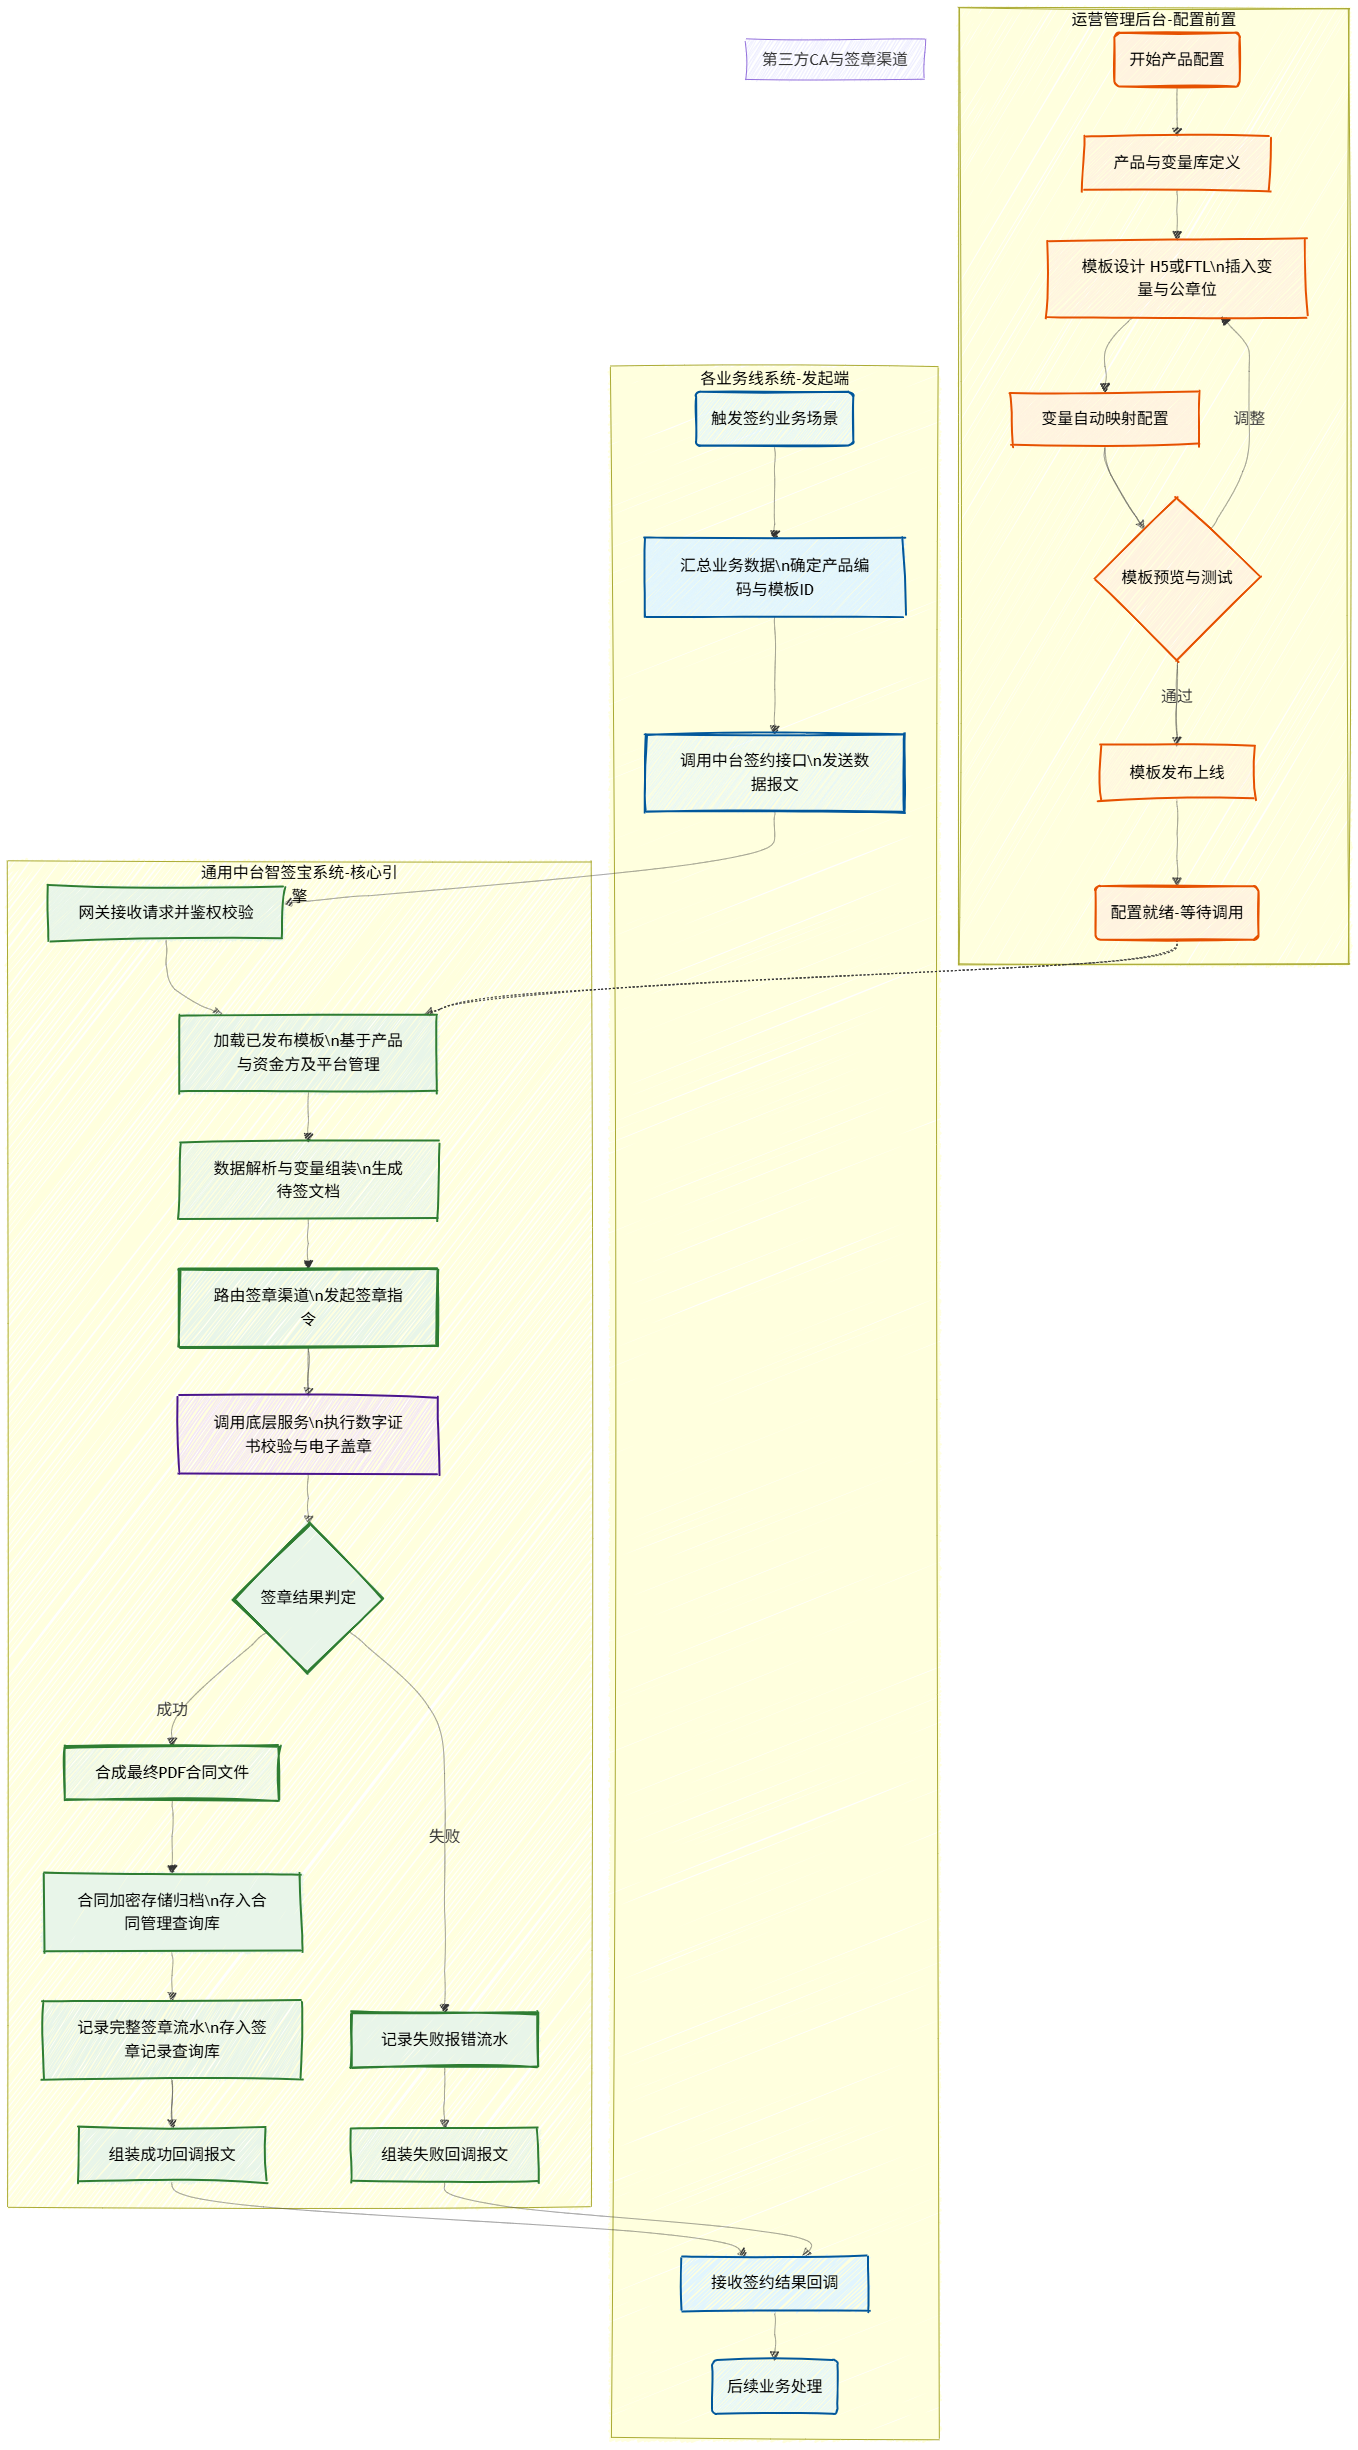 第三方CA与签章渠道
运营管理后台-配置前置
开始产品配置
产品与变量库定义
模板设计 H5或FTL\n插入变
量与公章位
变量自动映射配置
调整
模板预览与测试
通过
模板发布上线
配置就绪-等待调用
各业务线系统-发起端
触发签约业务场景
汇总业务数据\n确定产品编
码与模板ID
调用中台签约接口\n发送数
据报文
通用中台智签宝系统-核心引
擎
网关接收请求并鉴权校验
加载已发布模板\n基于产品
与资金方及平台管理
数据解析与变量组装\n生成
待签文档
路由签章渠道\n发起签章指
令
调用底层服务\n执行数字证
书校验与电子盖章
签章结果判定
成功
合成最终PDF合同文件
失败
合同加密存储归档\n存入合
同管理查询库
记录完整签章流水\n存入签
章记录查询库
记录失败报错流水
组装成功回调报文
组装失败回调报文
接收签约结果回调
后续业务处理